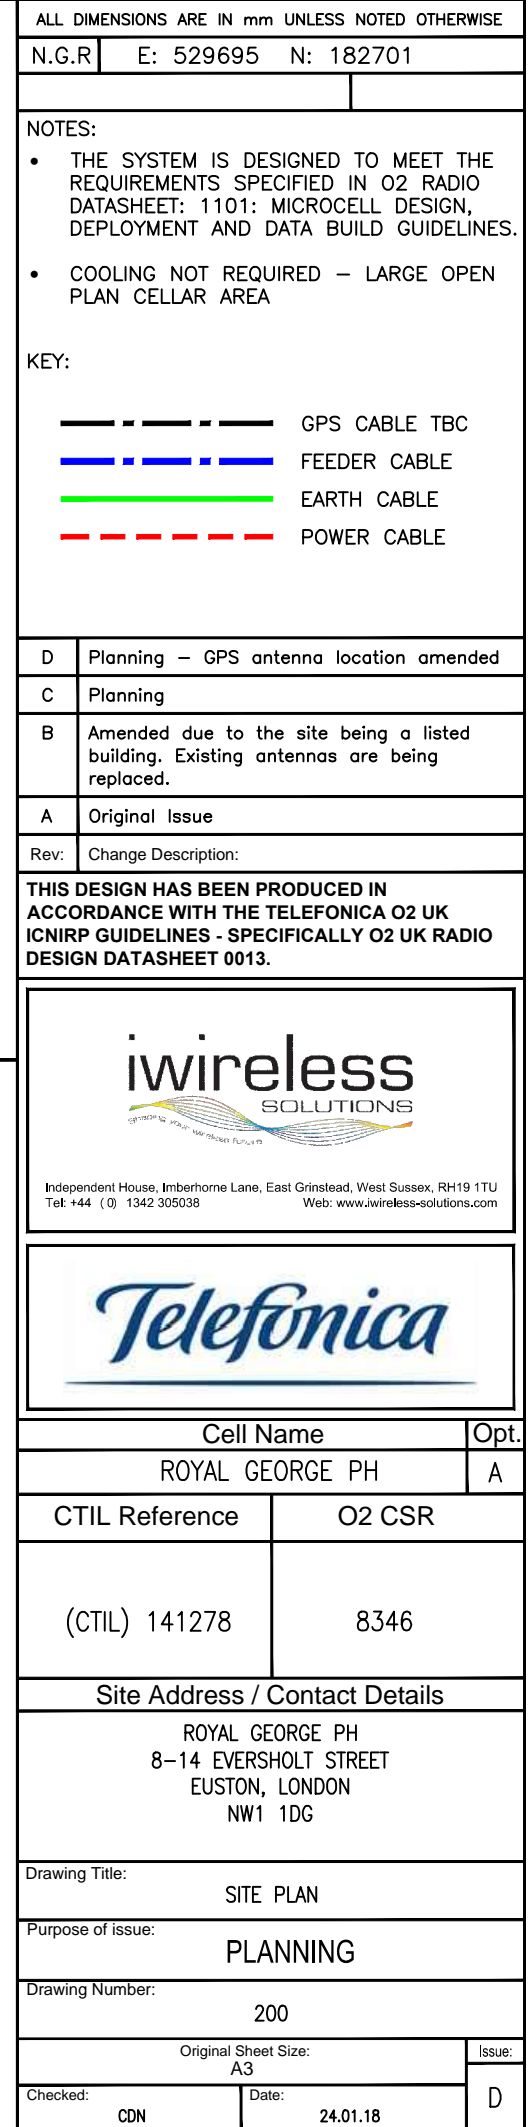 ALL DIMENSIONS ARE IN mm UNLESS NOTED OTHERWISE
N.G.R E: 529695 N: 182701
NOTES:
• THE SYSTEM IS DESIGNED TO MEET THE
REQUIREMENTS SPECIFIED IN O2 RADIO
DATASHEET: 1101: MICROCELL DESIGN,
DEPLOYMENT AND DATA BUILD GUIDELINES.
• COOLING NOT REQUIRED – LARGE OPEN
PLAN CELLAR AREA
KEY:
GPS CABLE TBC
FEEDER CABLE
EARTH CABLE
POWER CABLE
D Planning – GPS antenna location amended
C Planning
B Amended due to the site being a listed
building. Existing antennas are being
replaced.
A Original Issue
Rev: Change Description:
THIS DESIGN HAS BEEN PRODUCED IN
ACCORDANCE WITH THE TELEFONICA O2 UK
ICNIRP GUIDELINES - SPECIFICALLY O2 UK RADIO
DESIGN DATASHEET 0013.
iwireless
SOLUTIONS
shaping your wireless future
Independent House, Imberhorne Lane, East Grinstead, West Sussex, RH19 1TU
Tel: +44 (0) 1342 305038 Web: www.iwireless-solutions.com
Telefónica
Cell Name Opt.
ROYAL GEORGE PH A
CTIL Reference O2 CSR
(CTIL) 141278 8346
Site Address / Contact Details
ROYAL GEORGE PH
8–14 EVERSHOLT STREET
EUSTON, LONDON
NW1 1DG
Drawing Title:
SITE PLAN
Purpose of issue:
PLANNING
Drawing Number:
200
Original Sheet Size: Issue:
A3
Checked: Date: D
CDN 24.01.18